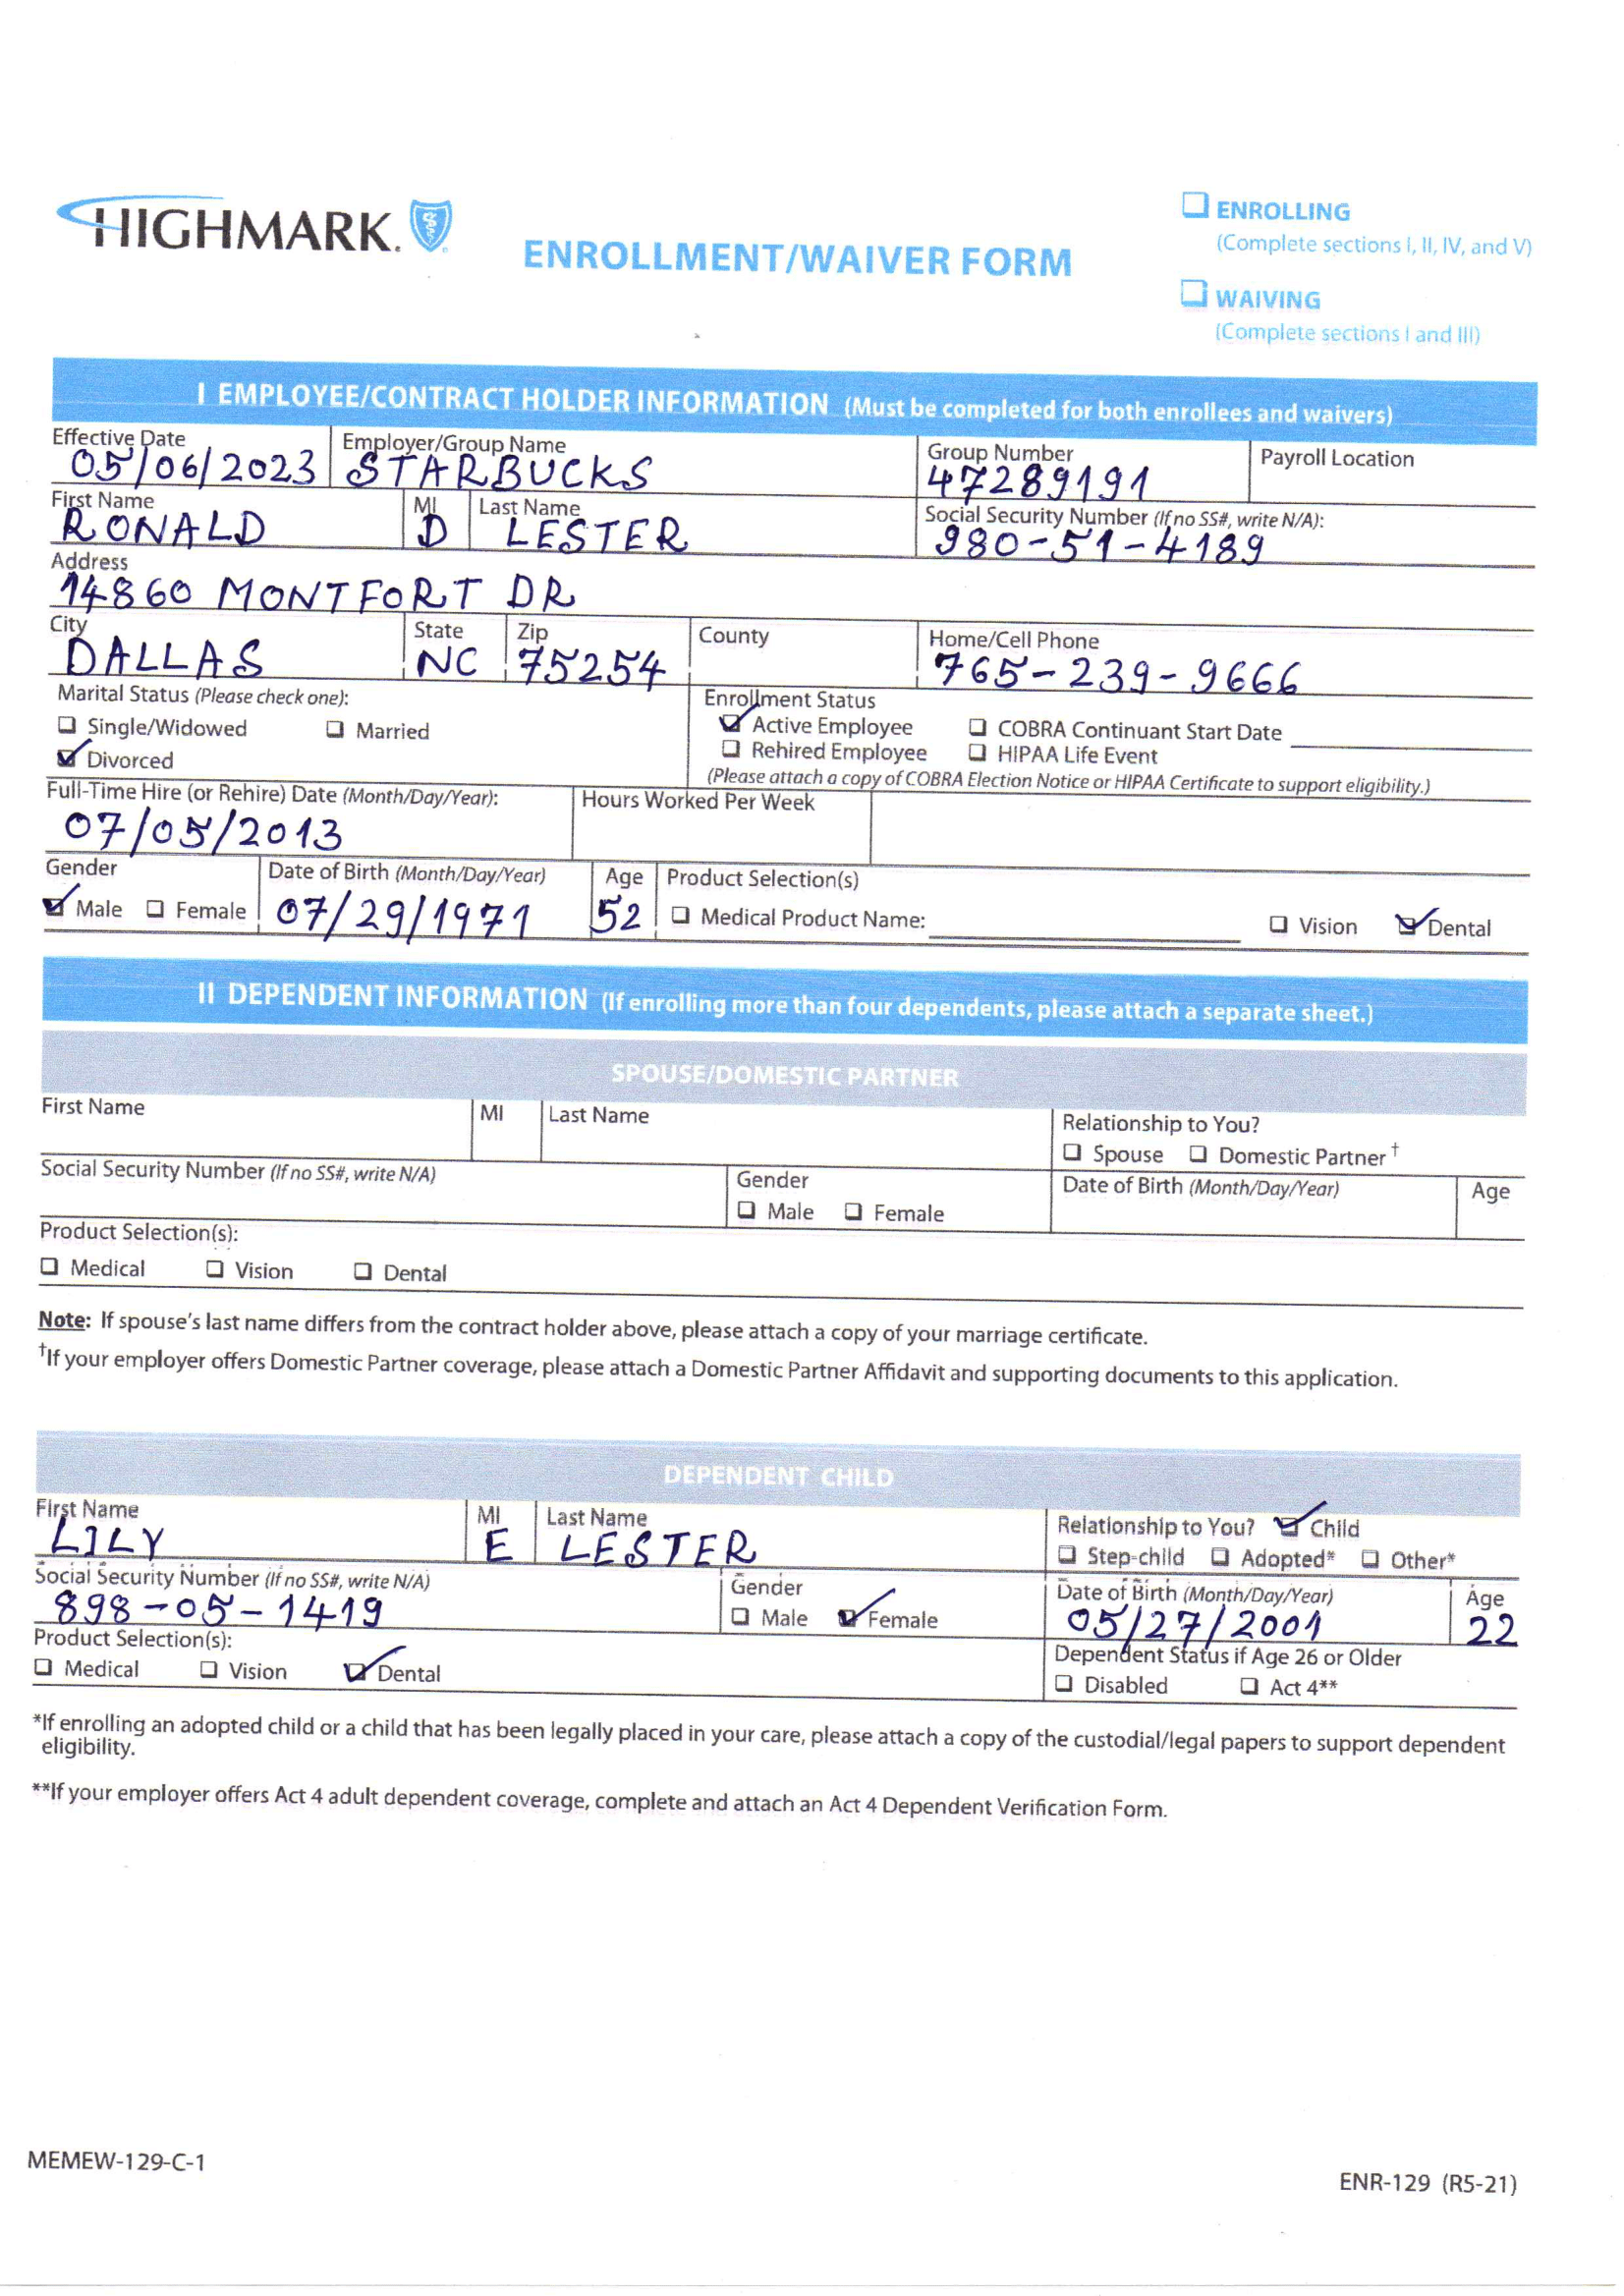 HIGHMARK.
ENROLLMENT/WAIVER FORM
ENROLLING
(Complete sections I, II, IV, and V)
WAIVING
(Complete sections I and III)
I EMPLOYEE/CONTRACT HOLDER INFORMATION (Must be completed for both enrollees and waivers)
Effective Date Employer/Group Name Group Number Payroll Location
05/06/2023 STARBUCKS 47289191
First Name MI Last Name Social Security Number (If no SS#, write N/A):
RONALD D LESTER 980-51-4189
Address
14860 MONTFORT DR
City State Zip County Home/Cell Phone
DALLAS NC 75254 765-239-9666
Marital Status (Please check one): Enrollment Status
Single/Widowed Married Active Employee COBRA Continuant Start Date
Divorced Rehired Employee HIPAA Life Event
(Please attach a copy of COBRA Election Notice or HIPAA Certificate to support eligibility.)
Full-Time Hire (or Rehire) Date (Month/Day/Year): Hours Worked Per Week
07/05/2013
Gender Date of Birth (Month/Day/Year) Age Product Selection(s)
Male Female 07/29/1971 52 Medical Product Name: Vision Dental
II DEPENDENT INFORMATION (If enrolling more than four dependents, please attach a separate sheet.)
SPOUSE/DOMESTIC PARTNER
First Name MI Last Name Relationship to You?
Spouse Domestic Partner†
Social Security Number (If no SS#, write N/A) Gender Date of Birth (Month/Day/Year) Age
Male Female
Product Selection(s):
Medical Vision Dental
Note: If spouse's last name differs from the contract holder above, please attach a copy of your marriage certificate.
†If your employer offers Domestic Partner coverage, please attach a Domestic Partner Affidavit and supporting documents to this application.
DEPENDENT CHILD
First Name MI Last Name Relationship to You? Child
LILY E LESTER Step-child Adopted* Other*
Social Security Number (If no SS#, write N/A) Gender Date of Birth (Month/Day/Year) Age
898-05-1419 Male Female 05/27/2001 22
Product Selection(s): Dependent Status if Age 26 or Older
Medical Vision Dental Disabled Act 4**
*If enrolling an adopted child or a child that has been legally placed in your care, please attach a copy of the custodial/legal papers to support dependent
eligibility.
**If your employer offers Act 4 adult dependent coverage, complete and attach an Act 4 Dependent Verification Form.
MEMEW-129-C-1
ENR-129 (R5-21)